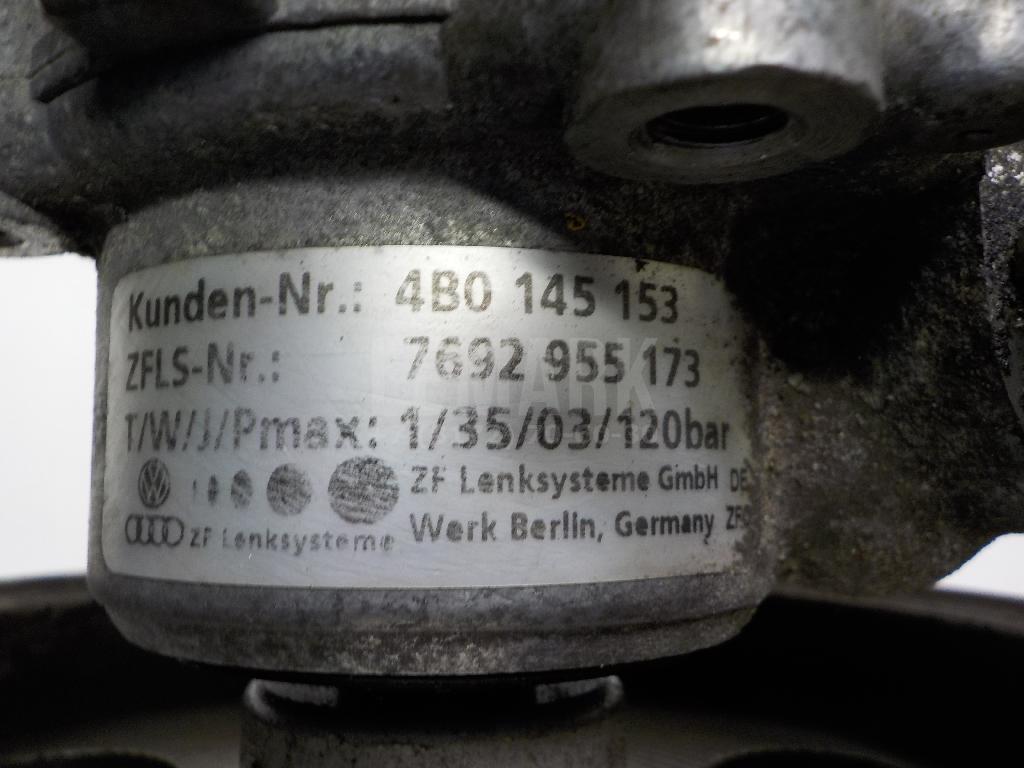 Kunden-Nr.: 4B0 145 153
ZFLS-Nr.: 7692 955 173
T/W/J/Pmax: 1/35/03/120bar
ZF Lenksysteme GmbH DE
ZF Lenksysteme Werk Berlin, Germany